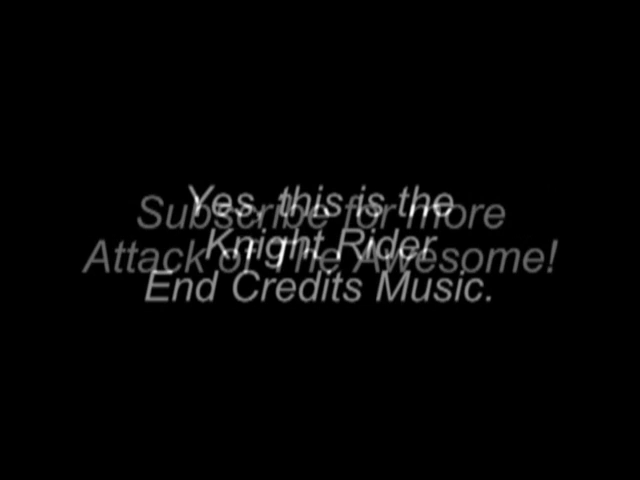 Yes, this is the
Knight Rider
End Credits Music.
Subscribe for more
Attack of The Awesome!